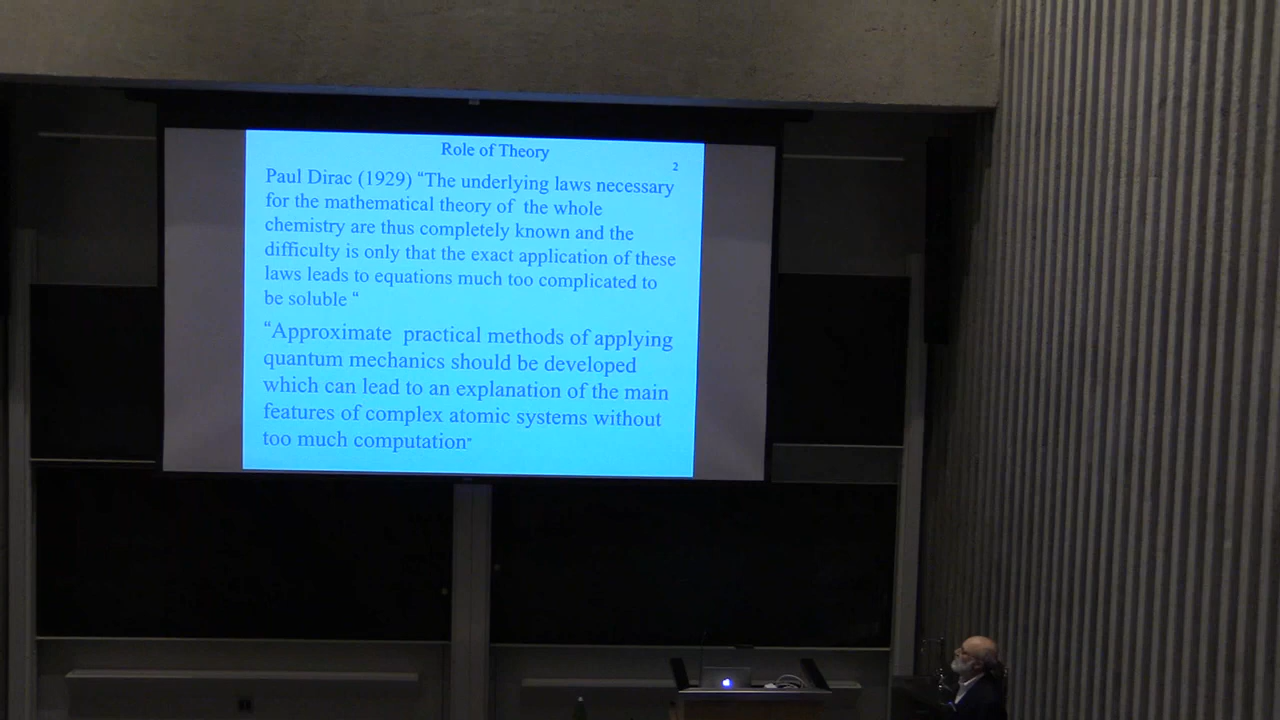 Role of Theory
2
Paul Dirac (1929) “The underlying laws necessary
for the mathematical theory of the whole
chemistry are thus completely known and the
difficulty is only that the exact application of these
laws leads to equations much too complicated to
be soluble “
“Approximate practical methods of applying
quantum mechanics should be developed
which can lead to an explanation of the main
features of complex atomic systems without
too much computation"